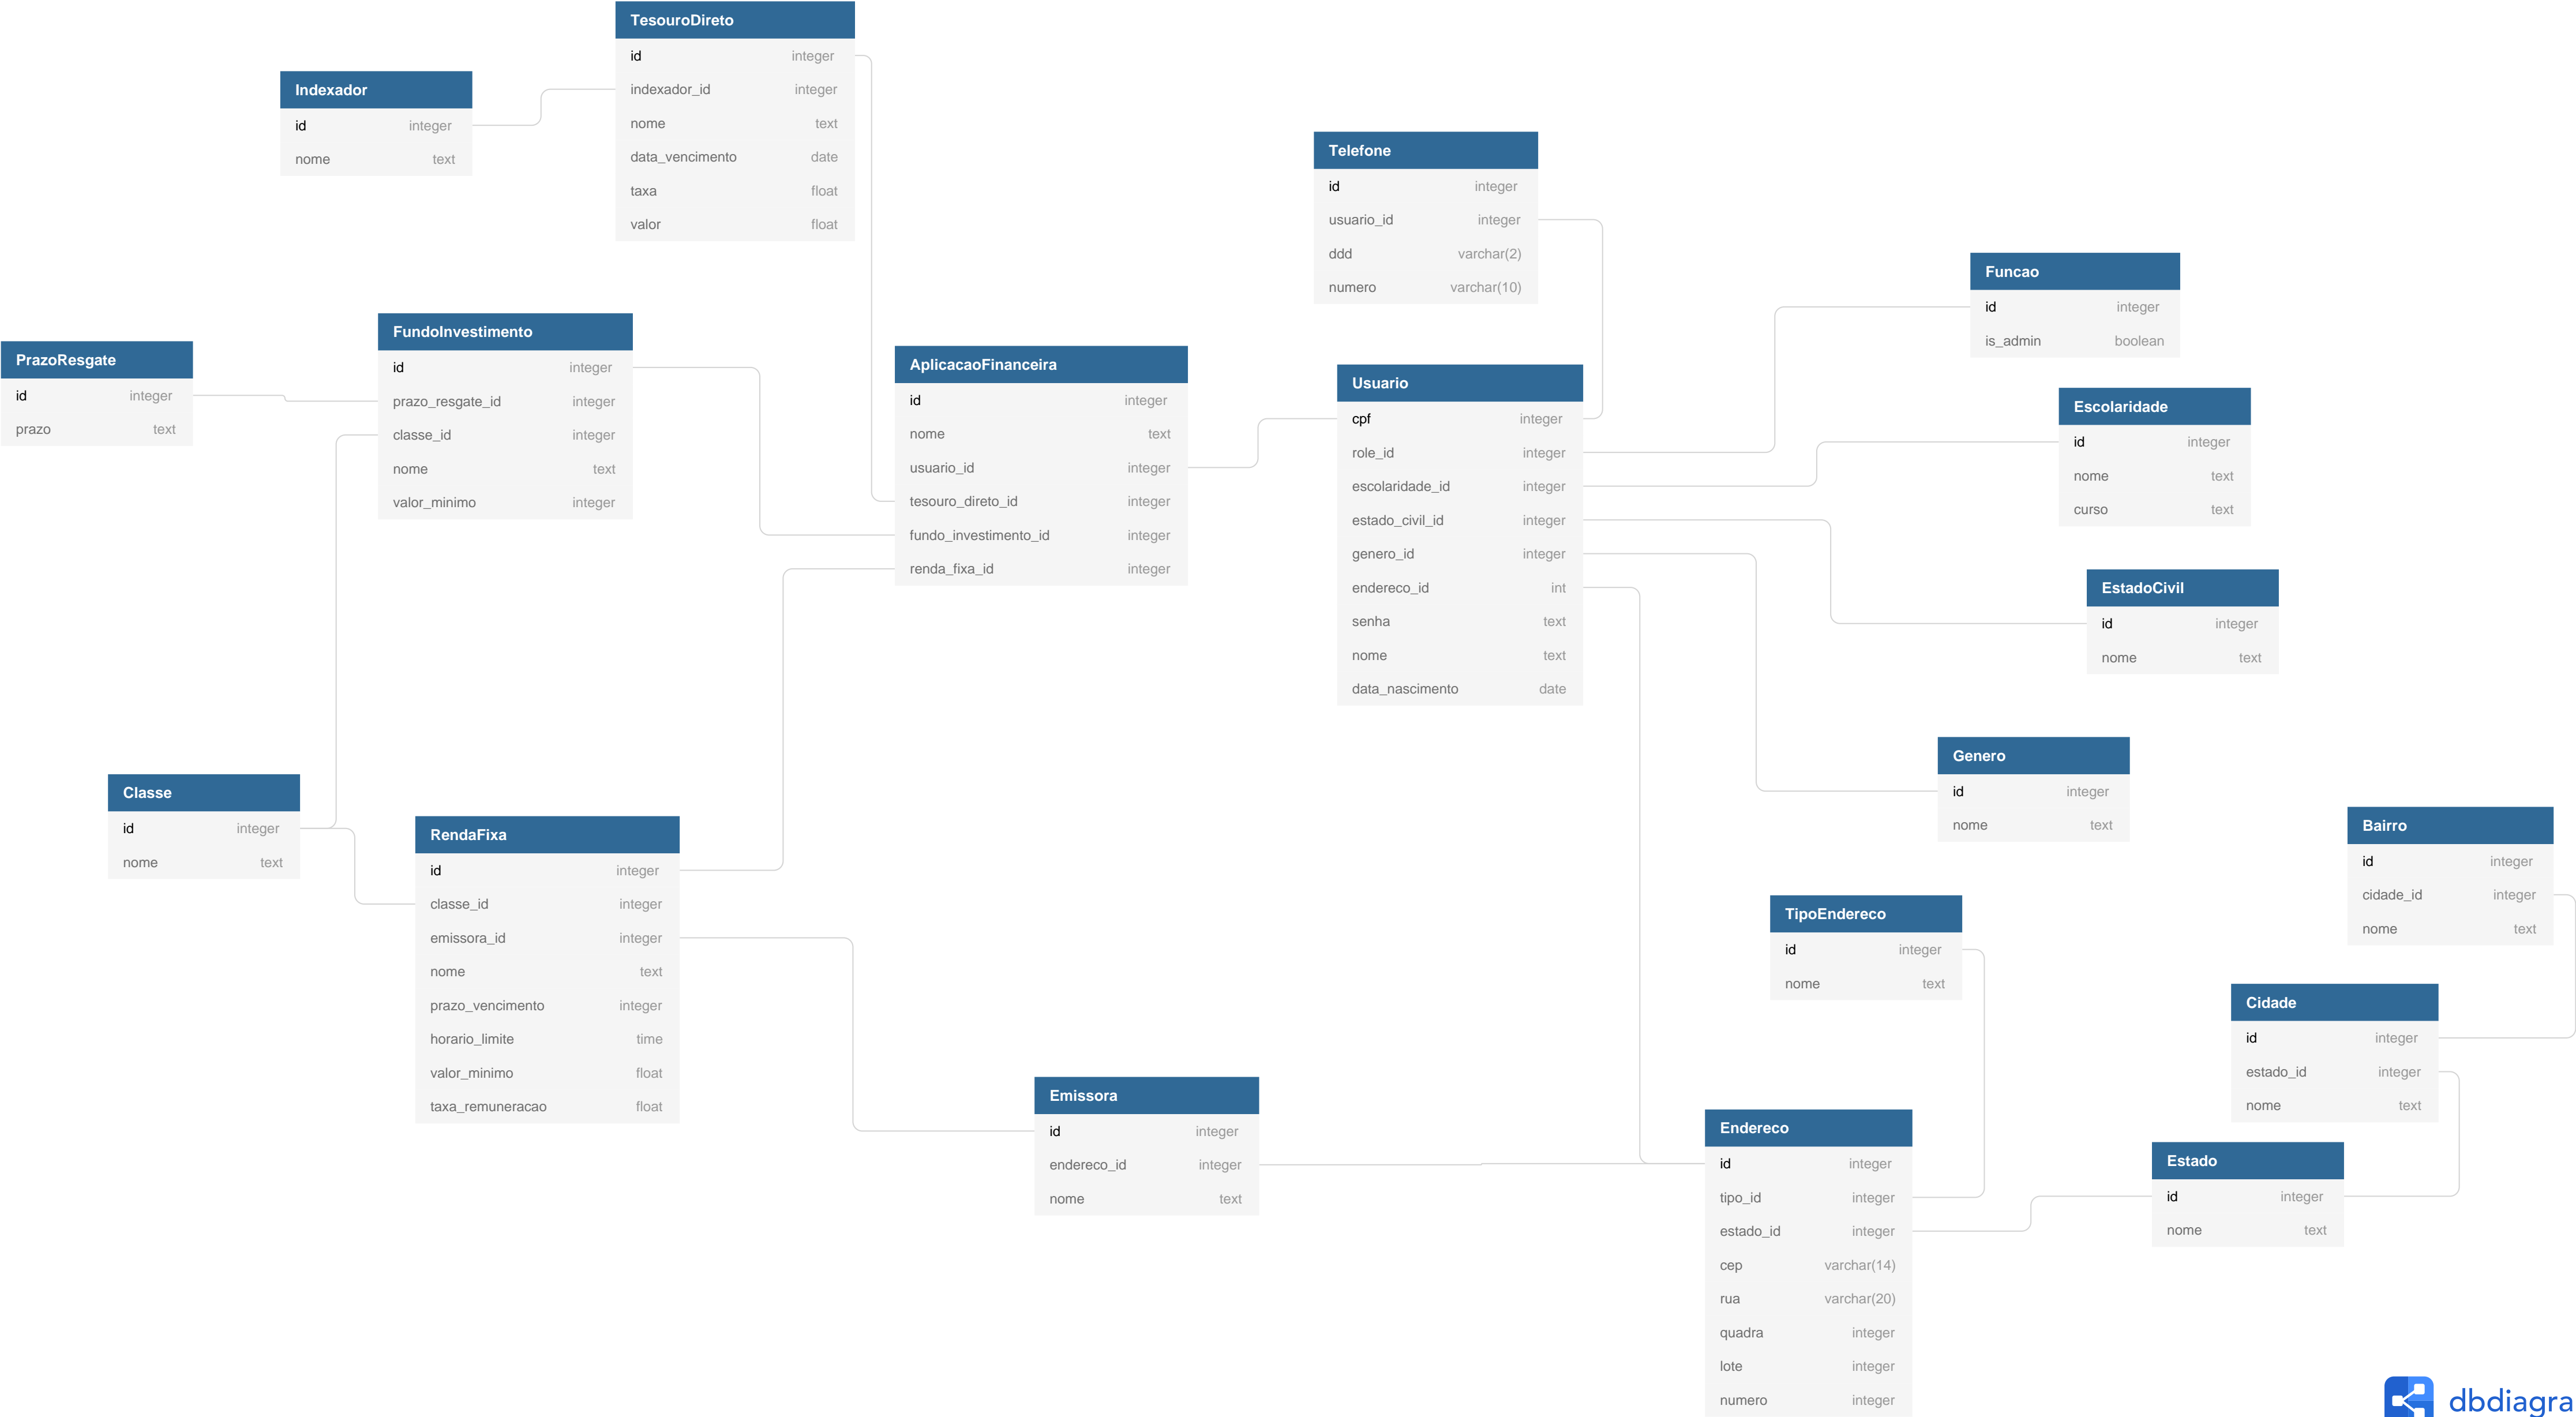 TesouroDireto
id integer
indexador_id integer
nome text
data_vencimento date
taxa float
valor float
Indexador
id integer
nome text
Telefone
id integer
usuario_id integer
ddd varchar(2)
numero varchar(10)
Funcao
id integer
is_admin boolean
FundoInvestimento
id integer
prazo_resgate_id integer
classe_id integer
nome text
valor_minimo integer
PrazoResgate
id integer
prazo text
AplicacaoFinanceira
id integer
nome text
usuario_id integer
tesouro_direto_id integer
fundo_investimento_id integer
renda_fixa_id integer
Usuario
cpf integer
role_id integer
escolaridade_id integer
estado_civil_id integer
genero_id integer
endereco_id int
senha text
nome text
data_nascimento date
Escolaridade
id integer
nome text
curso text
EstadoCivil
id integer
nome text
Genero
id integer
nome text
Classe
id integer
nome text
RendaFixa
id integer
classe_id integer
emissora_id integer
nome text
prazo_vencimento integer
horario_limite time
valor_minimo float
taxa_remuneracao float
Bairro
id integer
cidade_id integer
nome text
TipoEndereco
id integer
nome text
Cidade
id integer
estado_id integer
nome text
Emissora
id integer
endereco_id integer
nome text
Endereco
id integer
tipo_id integer
estado_id integer
cep varchar(14)
rua varchar(20)
quadra integer
lote integer
numero integer
Estado
id integer
nome text
dbdiagra